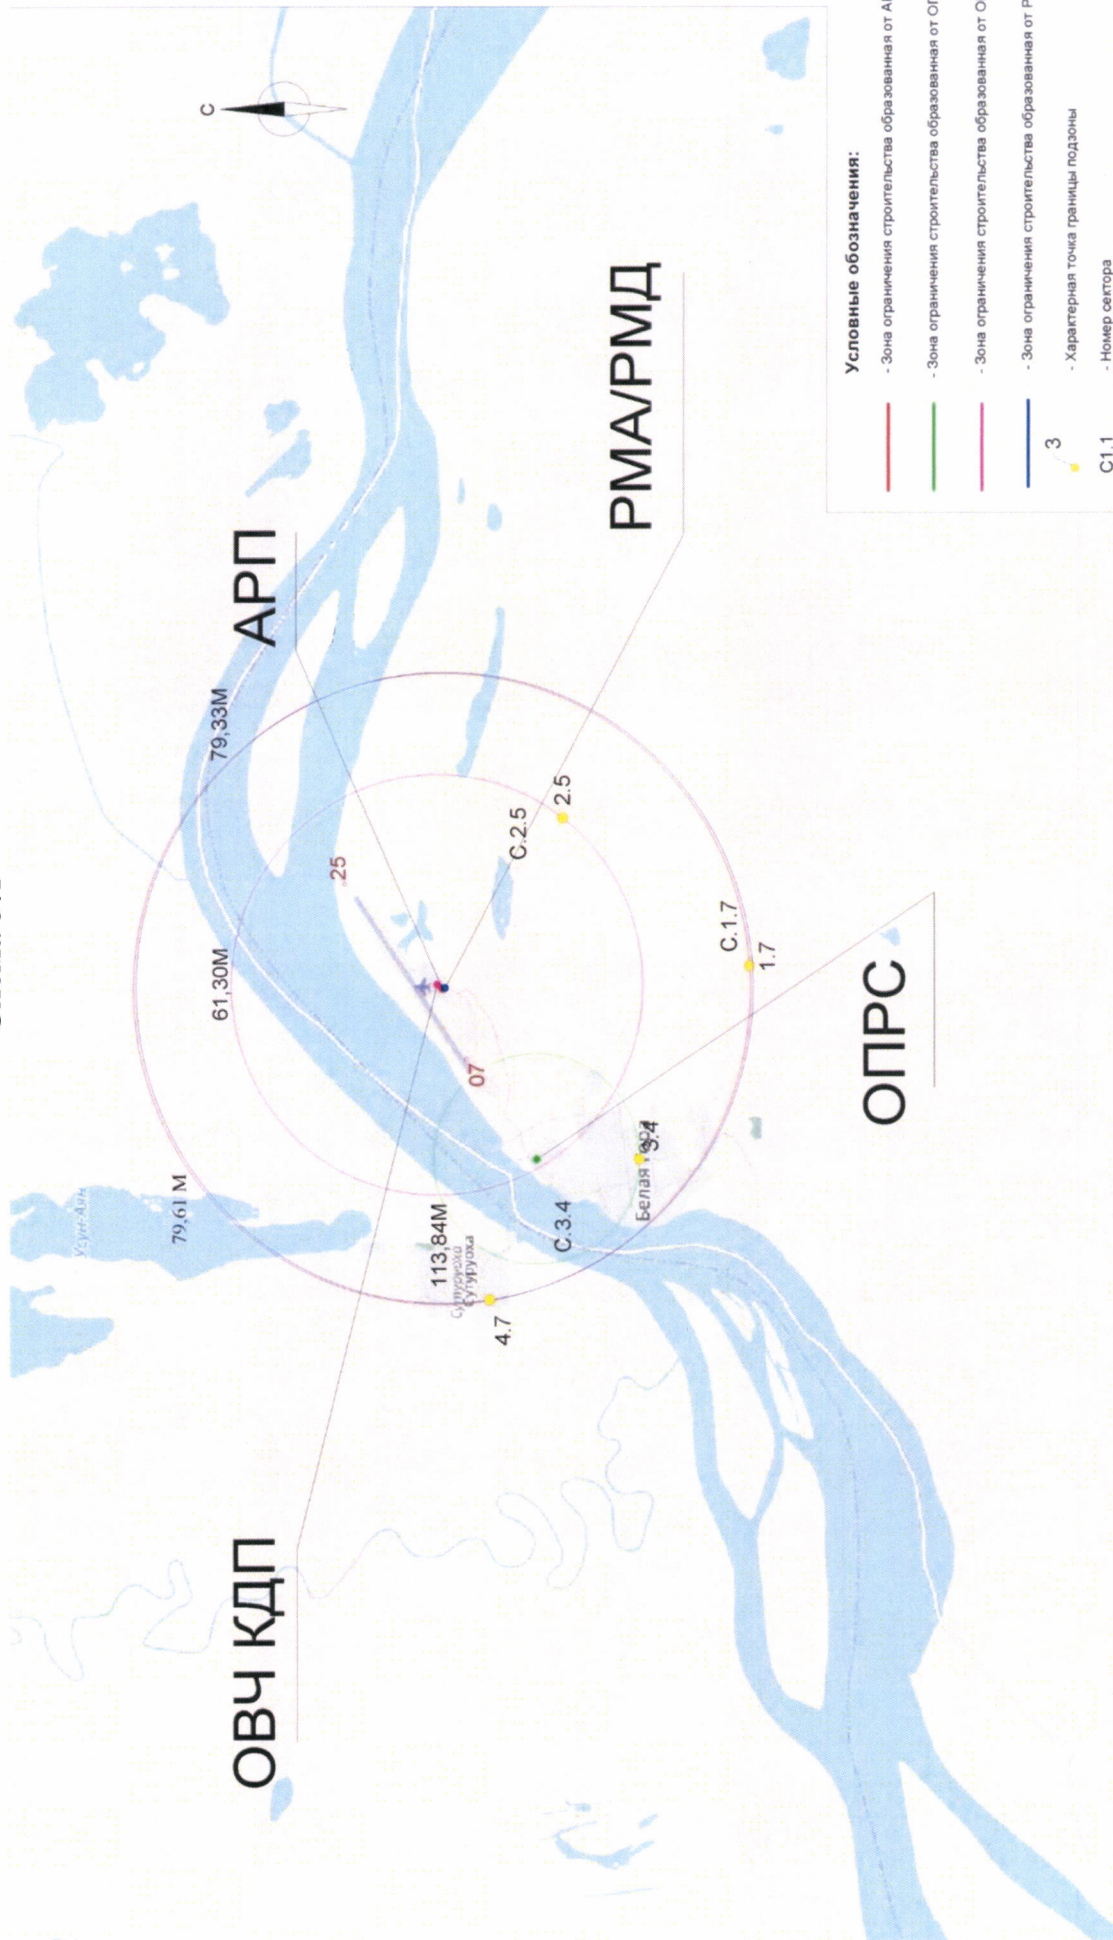 С
Усун-Аян
79,61 М
61,30М
79,33М
АРП
ОВЧ КДП
25
07
113,84М
Сутуруоха
Сутуруоха
4.7
С.2.5
2.5
С.3.4
3.4
Белая
РМА/РМД
С.1.7
1.7
ОПРС
Условные обозначения:
- Зона ограничения строительства образованная от
- Зона ограничения строительства образованная от
- Зона ограничения строительства образованная от
- Зона ограничения строительства образованная от
3
- Характерная точка границы подзоны
С1.1
- Номер сектора